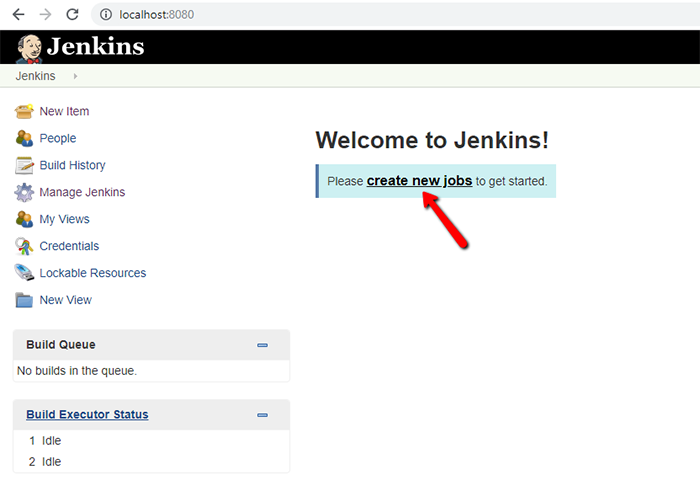 localhost:8080
Jenkins
Jenkins
New Item
People
Build History
Manage Jenkins
My Views
Credentials
Lockable Resources
New View
Welcome to Jenkins!
Please create new jobs to get started.
Build Queue
No builds in the queue.
Build Executor Status
1 Idle
2 Idle